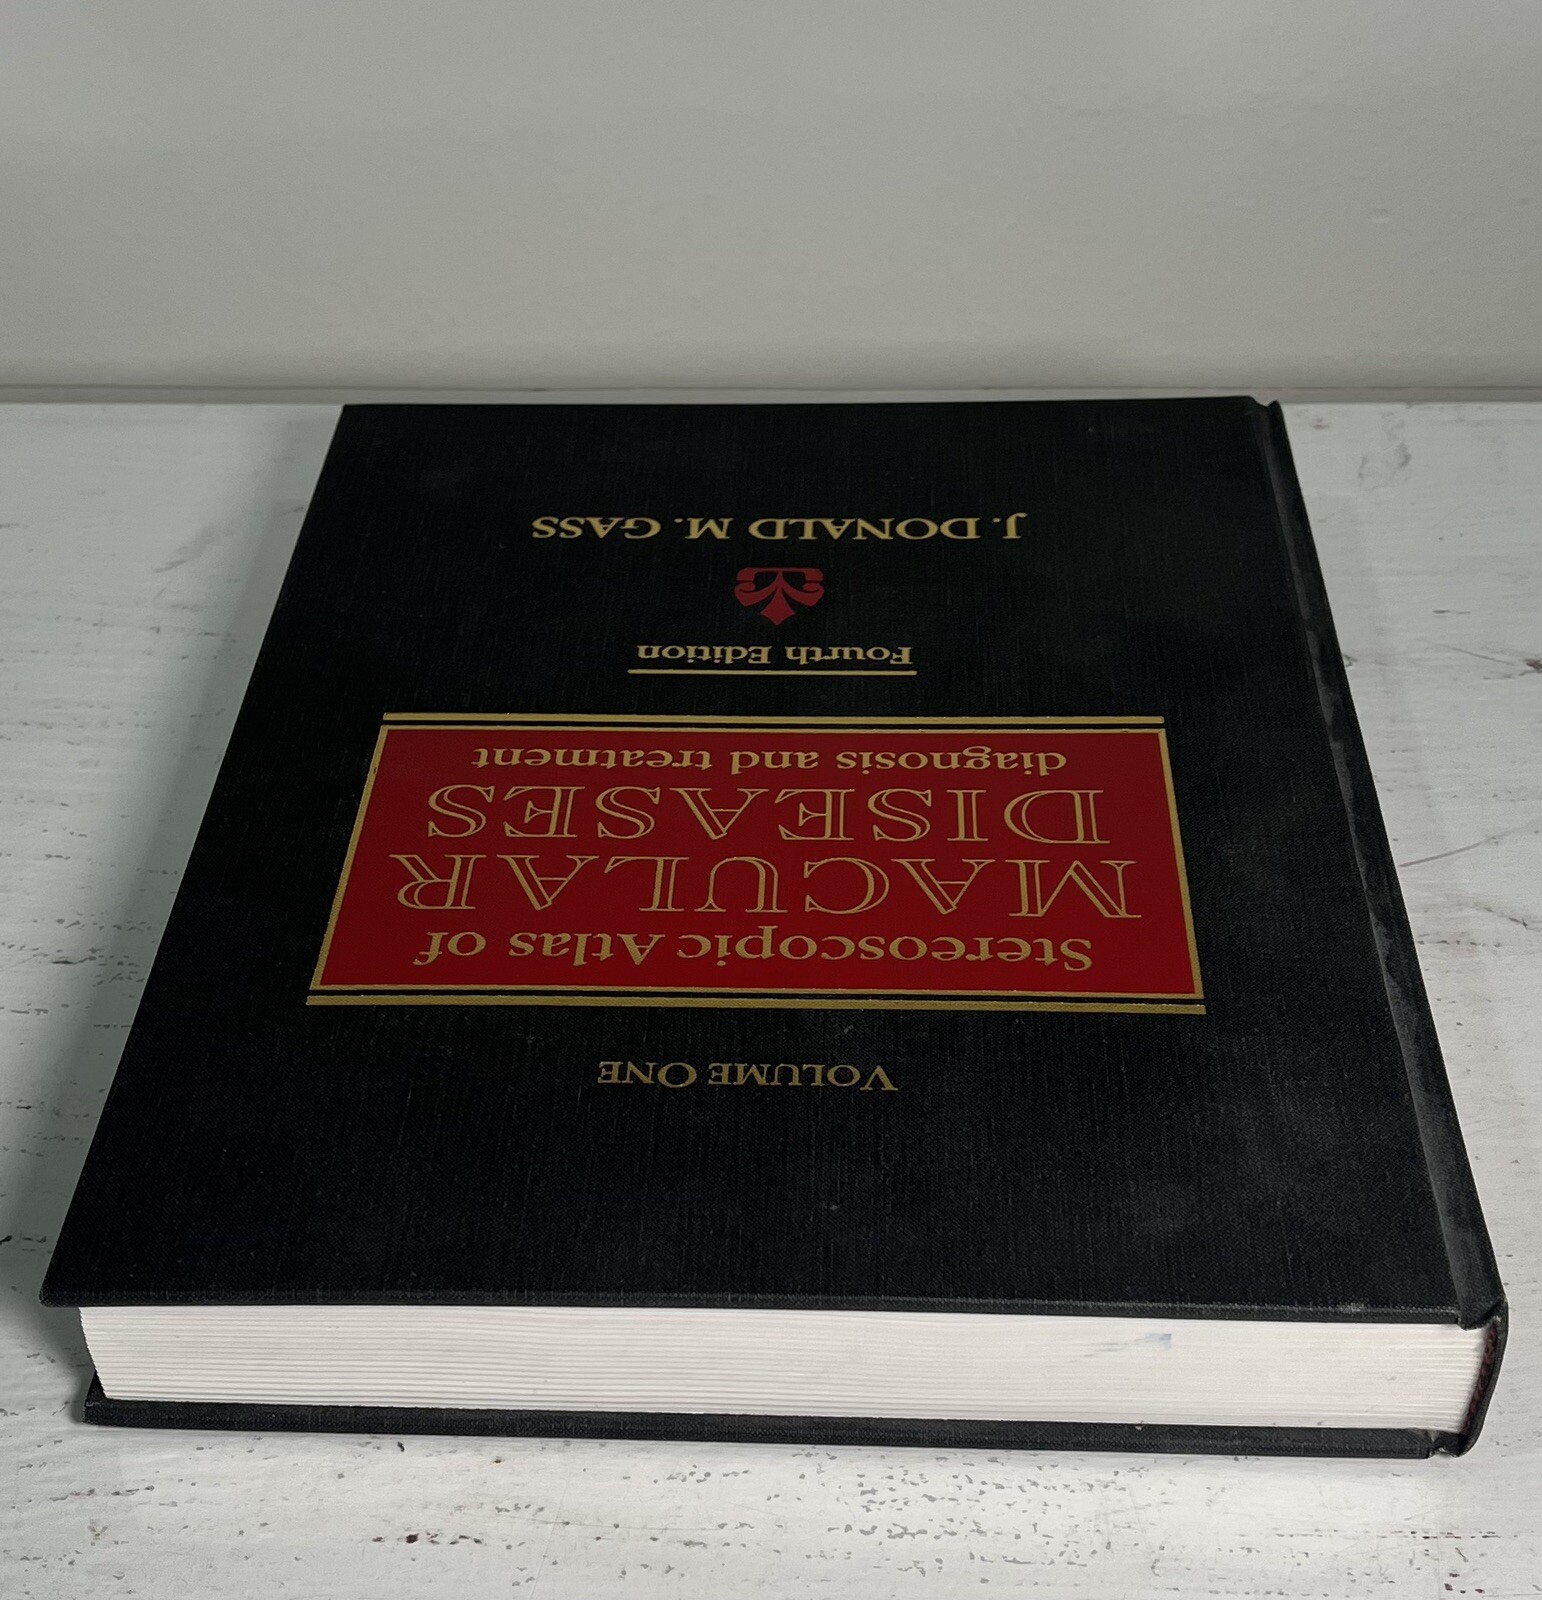 VOLUME ONE
Stereoscopic Atlas of
MACULAR
DISEASES
diagnosis and treatment
Fourth Edition
J. DONALD M. GASS